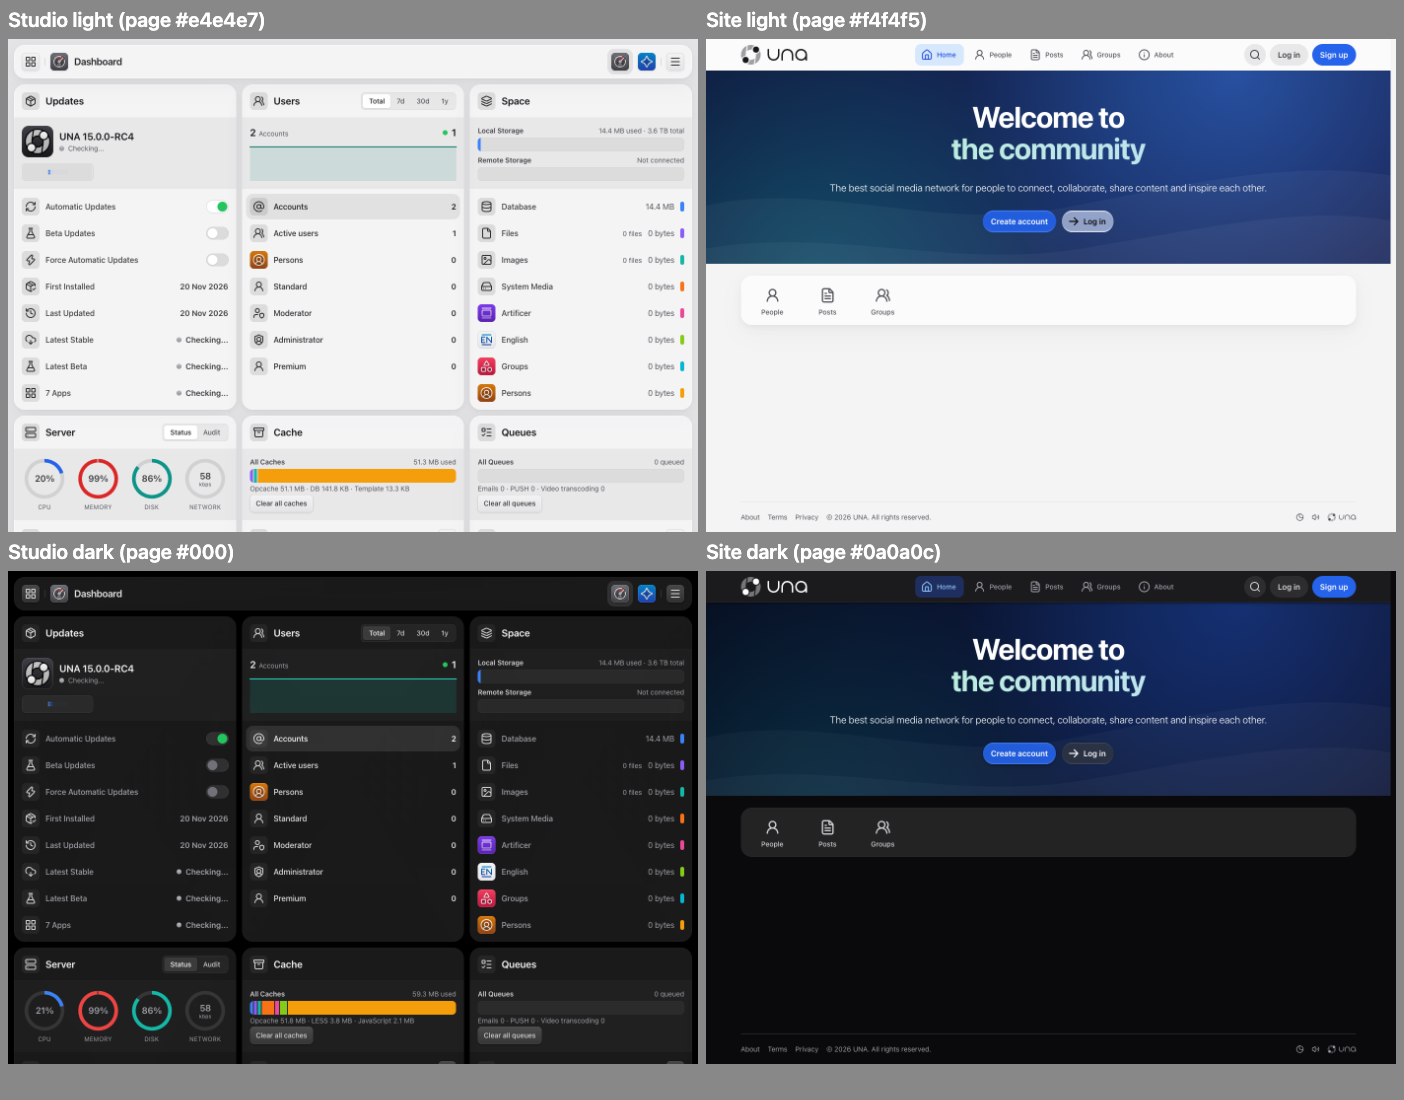 Studio light (page #e4e4e7)
Dashboard
Updates
UNA 15.0.0-RC4
Checking...
Automatic Updates
Beta Updates
Force Automatic Updates
First Installed 20 Nov 2026
Last Updated 20 Nov 2026
Latest Stable Checking...
Latest Beta Checking...
7 Apps Checking...
Users Total 7d 30d 1y
2 Accounts 1
Accounts 2
Active users 1
Persons 0
Standard 0
Moderator 0
Administrator 0
Premium 0
Space
Local Storage 14.4 MB used · 3.6 TB total
Remote Storage Not connected
Database 14.4 MB
Files 0 files 0 bytes
Images 0 files 0 bytes
System Media 0 bytes
Artificer 0 bytes
EN English 0 bytes
Groups 0 bytes
Persons 0 bytes
Server Status Audit
20% 99% 86% 58 kbps
CPU MEMORY DISK NETWORK
Cache
All Caches 51.3 MB used
Opcache 51.1 MB · DB 141.8 KB · Template 13.3 KB
Clear all caches
Queues
All Queues 0 queued
Emails 0 · PUSH 0 · Video transcoding 0
Clear all queues
Site light (page #f4f4f5)
una Home People Posts Groups About Log in Sign up
Welcome to
the community
The best social media network for people to connect, collaborate, share content and inspire each other.
Create account Log in
People Posts Groups
About Terms Privacy © 2026 UNA. All rights reserved. una
Studio dark (page #000)
Dashboard
Updates
UNA 15.0.0-RC4
Checking...
Automatic Updates
Beta Updates
Force Automatic Updates
First Installed 20 Nov 2026
Last Updated 20 Nov 2026
Latest Stable Checking...
Latest Beta Checking...
7 Apps Checking...
Users Total 7d 30d 1y
2 Accounts 1
Accounts 2
Active users 1
Persons 0
Standard 0
Moderator 0
Administrator 0
Premium 0
Space
Local Storage 14.4 MB used · 3.6 TB total
Remote Storage Not connected
Database 14.4 MB
Files 0 files 0 bytes
Images 0 files 0 bytes
System Media 0 bytes
Artificer 0 bytes
EN English 0 bytes
Groups 0 bytes
Persons 0 bytes
Server Status Audit
21% 99% 86% 58 kbps
CPU MEMORY DISK NETWORK
Cache
All Caches 59.3 MB used
Opcache 51.8 MB · LESS 3.8 MB · JavaScript 2.1 MB
Clear all caches
Queues
All Queues 0 queued
Emails 0 · PUSH 0 · Video transcoding 0
Clear all queues
Site dark (page #0a0a0c)
una Home People Posts Groups About Log in Sign up
Welcome to
the community
The best social media network for people to connect, collaborate, share content and inspire each other.
Create account Log in
People Posts Groups
About Terms Privacy © 2026 UNA. All rights reserved. una